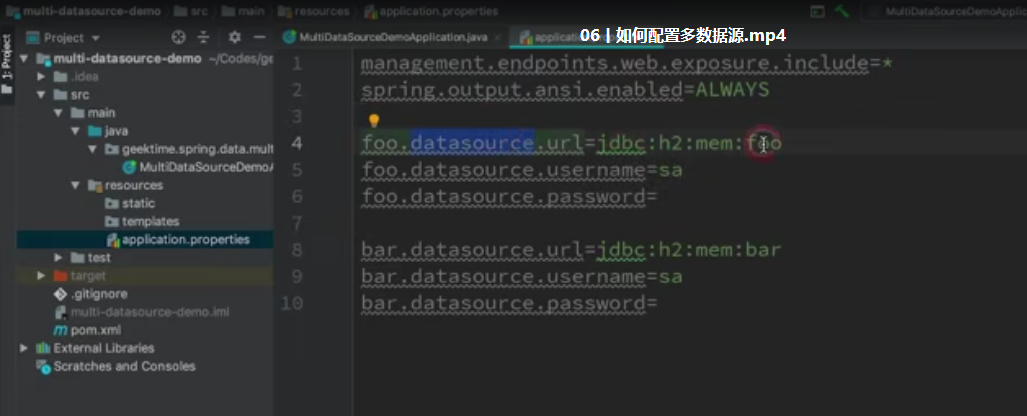 multi-datasource-demo
src
main
resources
application.properties
MultiDataSourceDemoApplic
Project
MultiDataSourceDemoApplication.java
06 | 如何配置多数据源.mp4
1: Project
multi-datasource-demo ~/Codes/ge
.idea
src
main
java
geektime.spring.data.mult
MultiDataSourceDemoA
resources
static
templates
application.properties
test
target
.gitignore
multi-datasource-demo.iml
pom.xml
External Libraries
Scratches and Consoles
1 management.endpoints.web.exposure.include=*
2 spring.output.ansi.enabled=ALWAYS
3
4 foo.datasource.url=jdbc:h2:mem:foo
5 foo.datasource.username=sa
6 foo.datasource.password=
7
8 bar.datasource.url=jdbc:h2:mem:bar
9 bar.datasource.username=sa
10 bar.datasource.password=